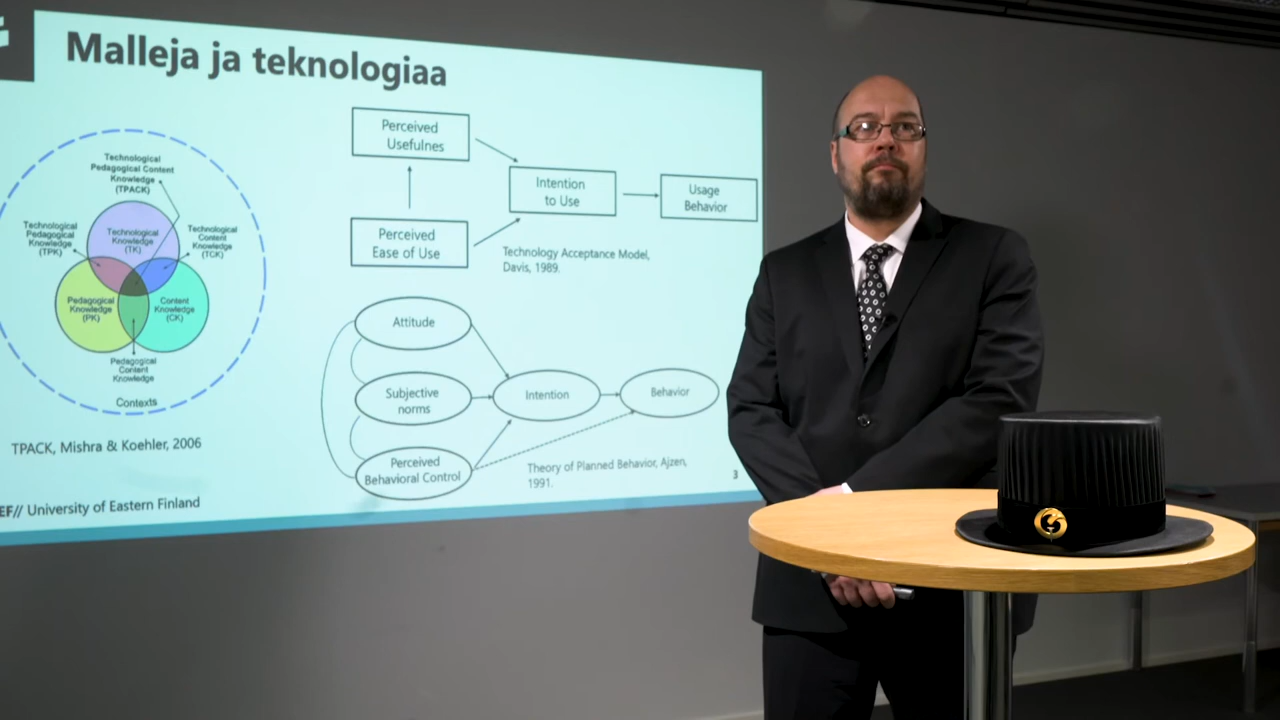 Malleja ja teknologiaa
Technological
Pedagogical Content
Knowledge
(TPACK)
Technological
Pedagogical
Knowledge
(TPK)
Technological
Knowledge
(TK)
Technological
Content
Knowledge
(TCK)
Pedagogical
Knowledge
(PK)
Content
Knowledge
(CK)
Pedagogical
Content
Knowledge
Contexts
TPACK, Mishra & Koehler, 2006
Perceived
Usefulnes
Perceived
Ease of Use
Intention
to Use
Usage
Behavior
Technology Acceptance Model,
Davis, 1989.
Attitude
Subjective
norms
Perceived
Behavioral Control
Intention
Behavior
Theory of Planned Behavior, Ajzen,
1991.
3
EF// University of Eastern Finland